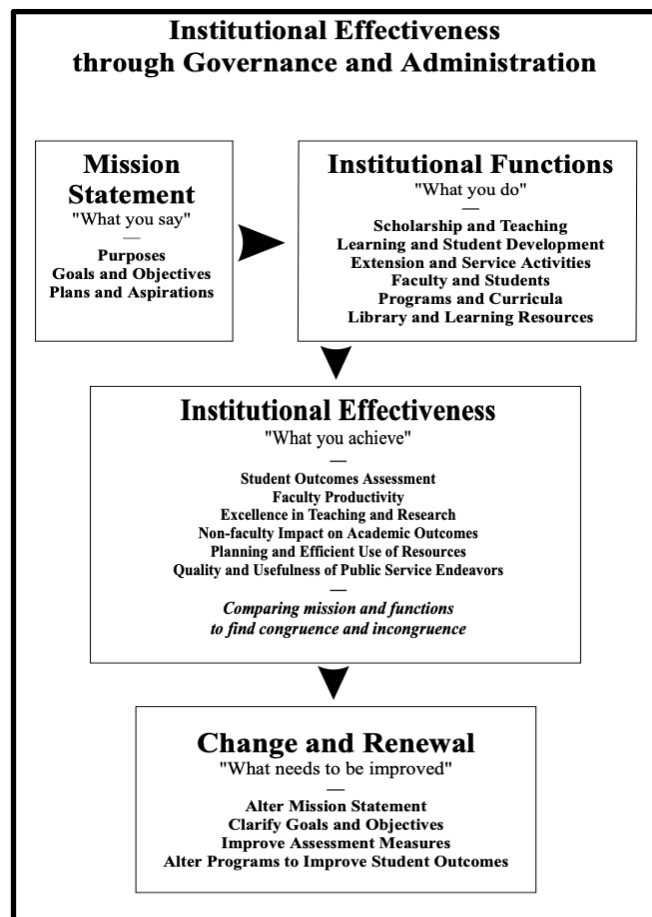 Institutional Effectiveness
through Governance and Administration
Mission
Statement
"What you say"
—
Purposes
Goals and Objectives
Plans and Aspirations
Institutional Functions
"What you do"
—
Scholarship and Teaching
Learning and Student Development
Extension and Service Activities
Faculty and Students
Programs and Curricula
Library and Learning Resources
Institutional Effectiveness
"What you achieve"
—
Student Outcomes Assessment
Faculty Productivity
Excellence in Teaching and Research
Non-faculty Impact on Academic Outcomes
Planning and Efficient Use of Resources
Quality and Usefulness of Public Service Endeavors
—
Comparing mission and functions
to find congruence and incongruence
Change and Renewal
"What needs to be improved"
—
Alter Mission Statement
Clarify Goals and Objectives
Improve Assessment Measures
Alter Programs to Improve Student Outcomes